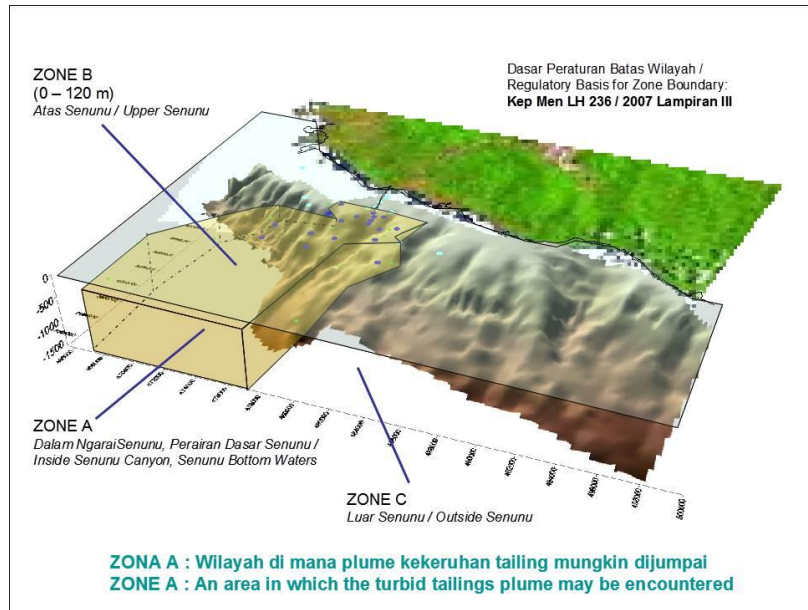 ZONE B
(0 – 120 m)
Atas Senunu / Upper Senunu
Dasar Peraturan Batas Wilayah /
Regulatory Basis for Zone Boundary:
Kep Men LH 236 / 2007 Lampiran III
0
-500
-1000
-1500
ZONE A
Dalam NgaraiSenunu, Perairan Dasar Senunu /
Inside Senunu Canyon, Senunu Bottom Waters
ZONE C
Luar Senunu / Outside Senunu
ZONA A : Wilayah di mana plume kekeruhan tailing mungkin dijumpai
ZONE A : An area in which the turbid tailings plume may be encountered